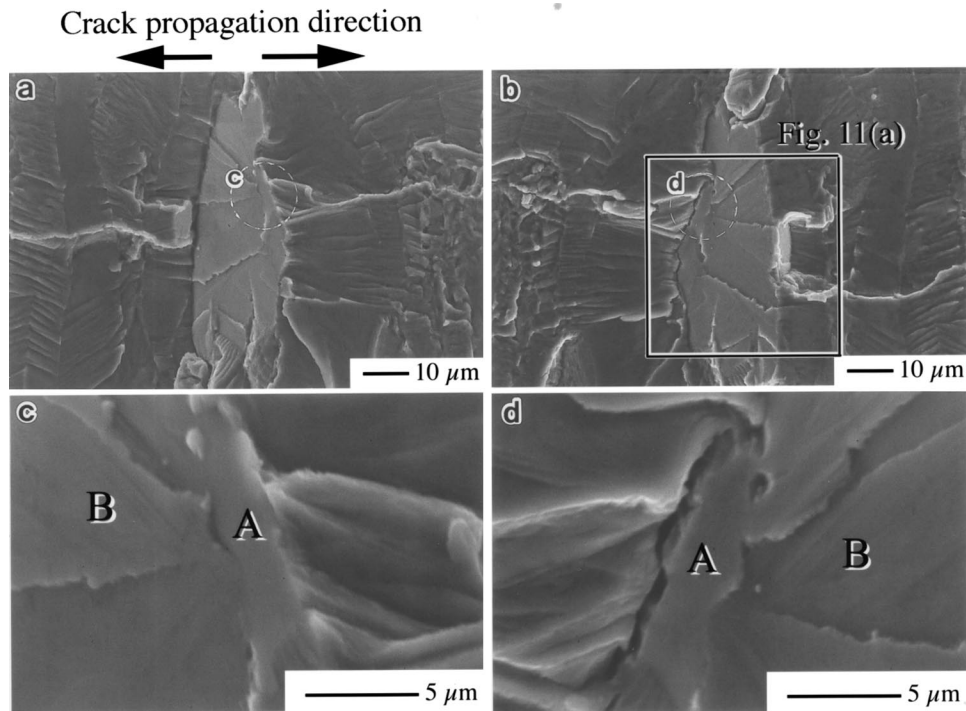 Crack propagation direction
a
b
Fig. 11(a)
c
d
10 μm
10 μm
c
d
B
A
A
B
5 μm
5 μm